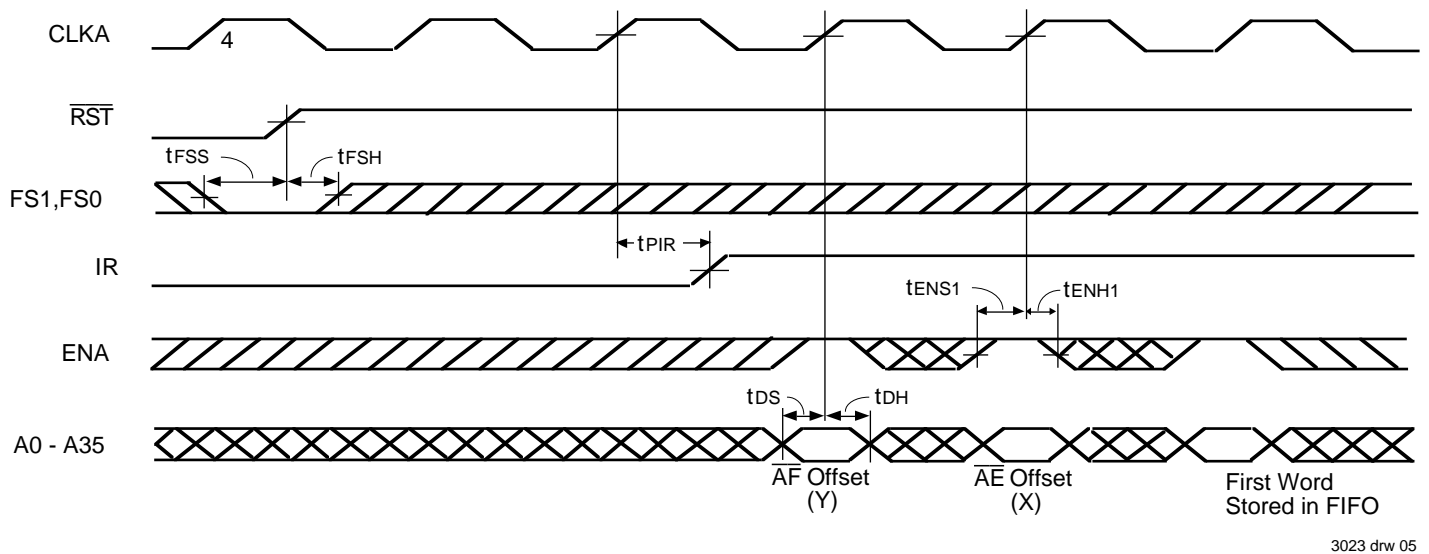 CLKA
4
RST
tFSS
tFSH
FS1,FS0
tPIR
IR
tENS1
tENH1
ENA
tDS
tDH
A0 - A35
AF Offset
(Y)
AE Offset
(X)
First Word
Stored in FIFO
3023 drw 05